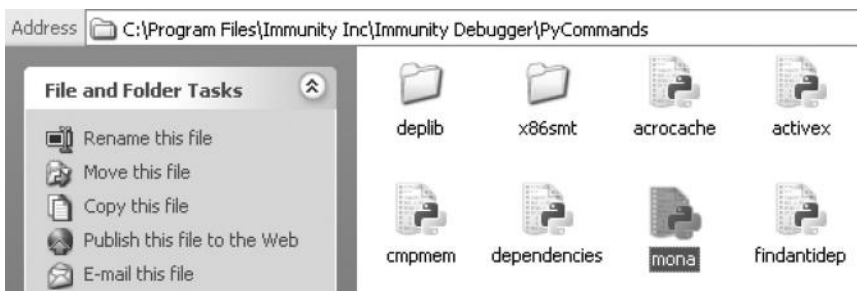 Address C:\Program Files\Immunity Inc\Immunity Debugger\PyCommands
File and Folder Tasks
Rename this file
Move this file
Copy this file
Publish this file to the Web
E-mail this file
deplib x86smt acrocache activex
cmpmem dependencies mona findantidep